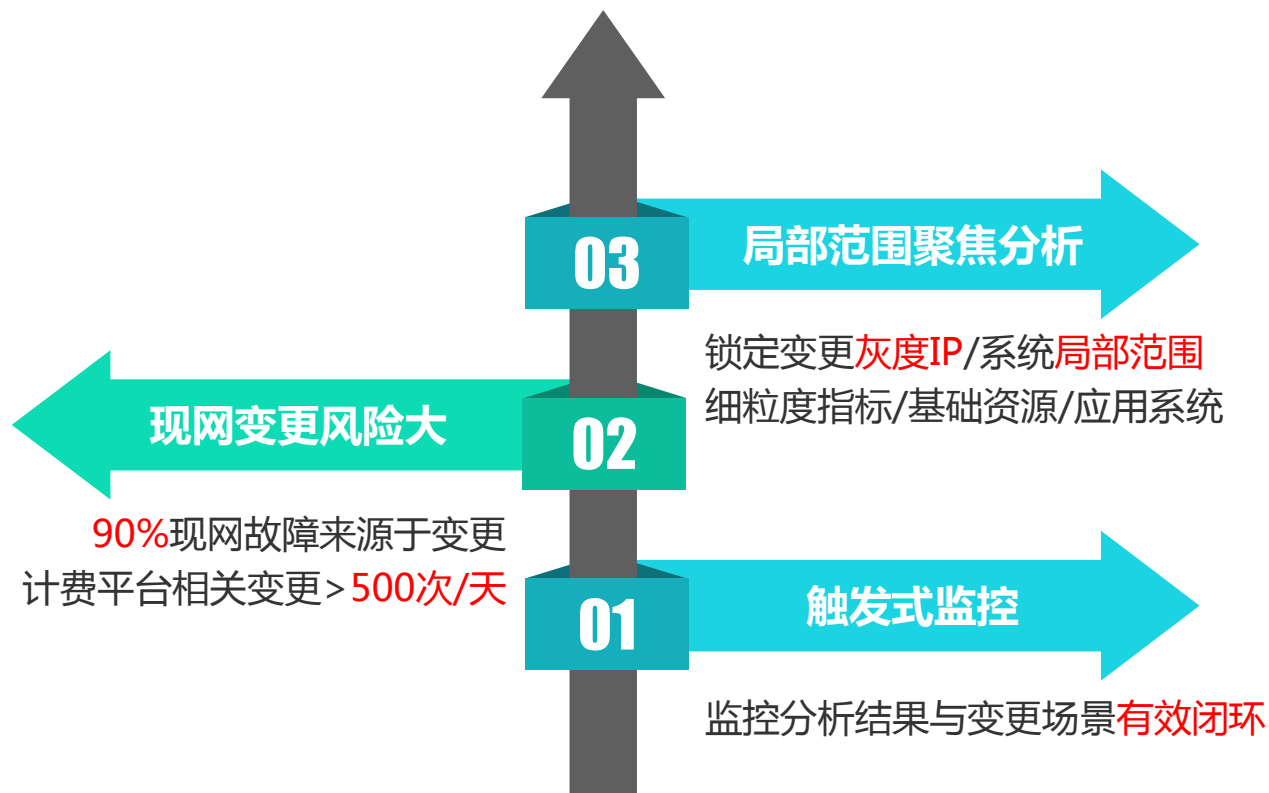 03
局部范围聚焦分析
锁定变更灰度IP/系统局部范围
细粒度指标/基础资源/应用系统
现网变更风险大
02
90%现网故障来源于变更
计费平台相关变更>500次/天
01
触发式监控
监控分析结果与变更场景有效闭环